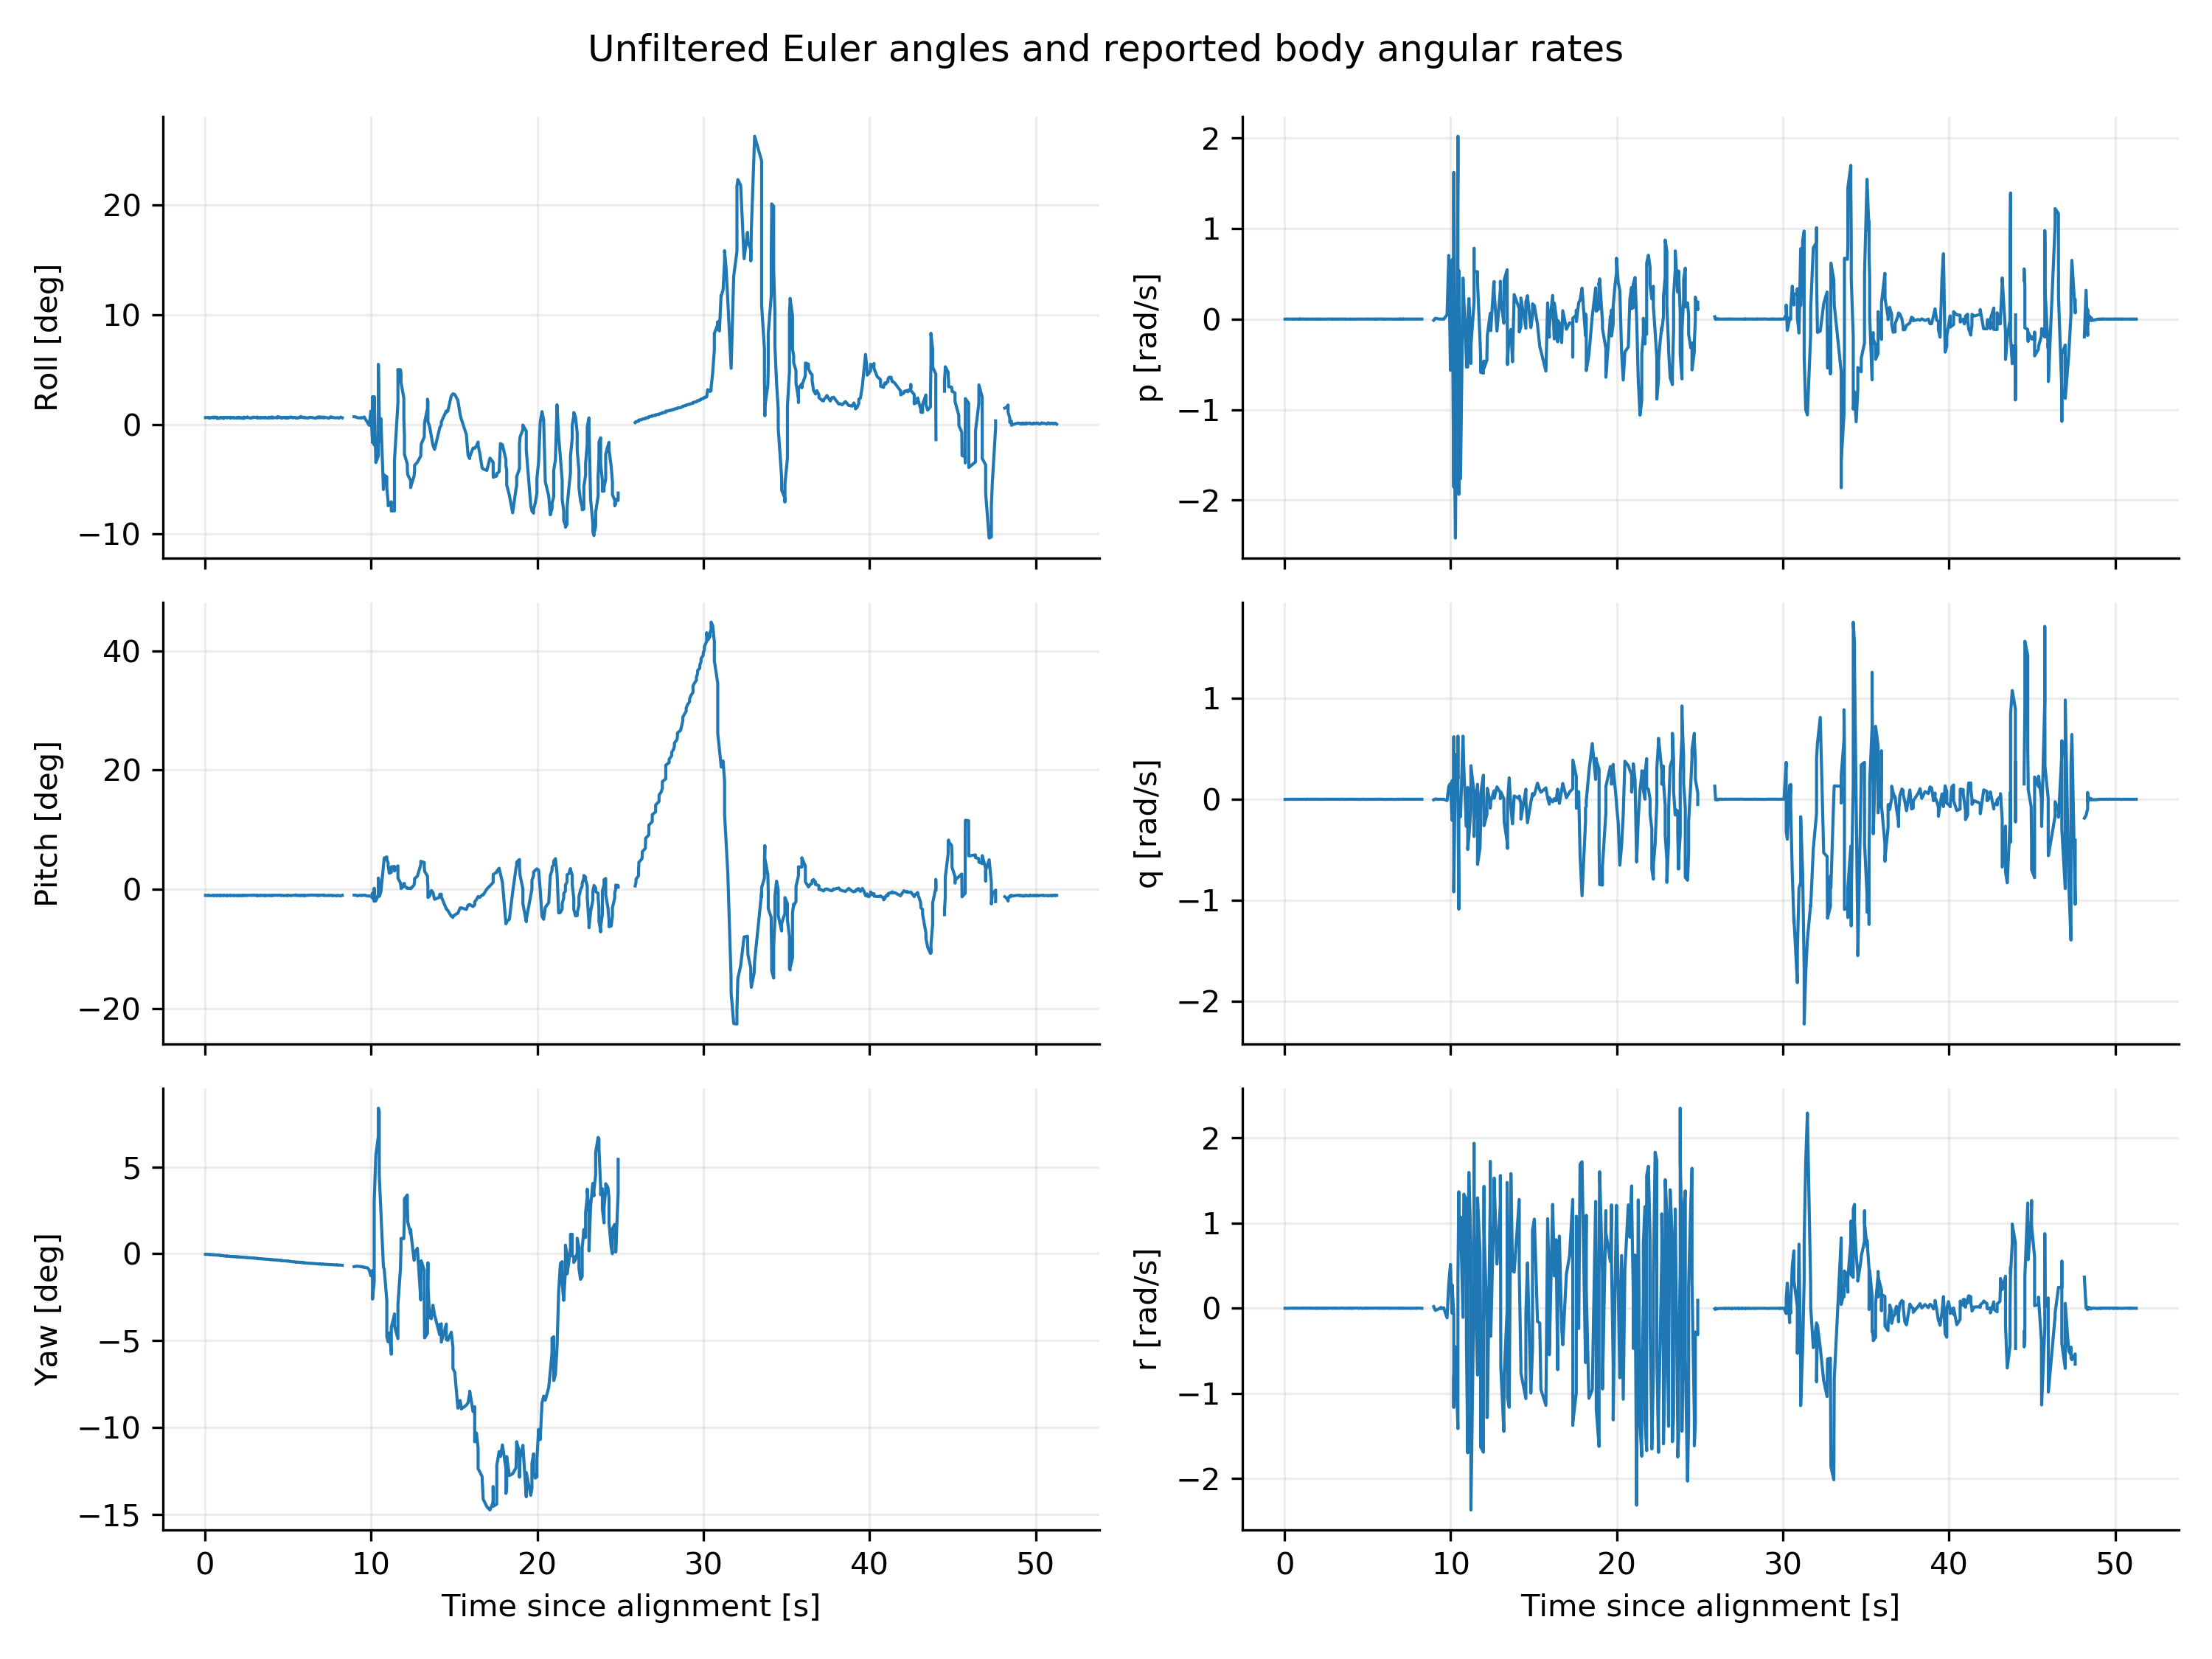 Unfiltered Euler angles and reported body angular rates
Roll [deg]
20
10
0
−10
p [rad/s]
2
1
0
−1
−2
Pitch [deg]
40
20
0
−20
q [rad/s]
1
0
−1
−2
Yaw [deg]
5
0
−5
−10
−15
0 10 20 30 40 50
Time since alignment [s]
r [rad/s]
2
1
0
−1
−2
0 10 20 30 40 50
Time since alignment [s]